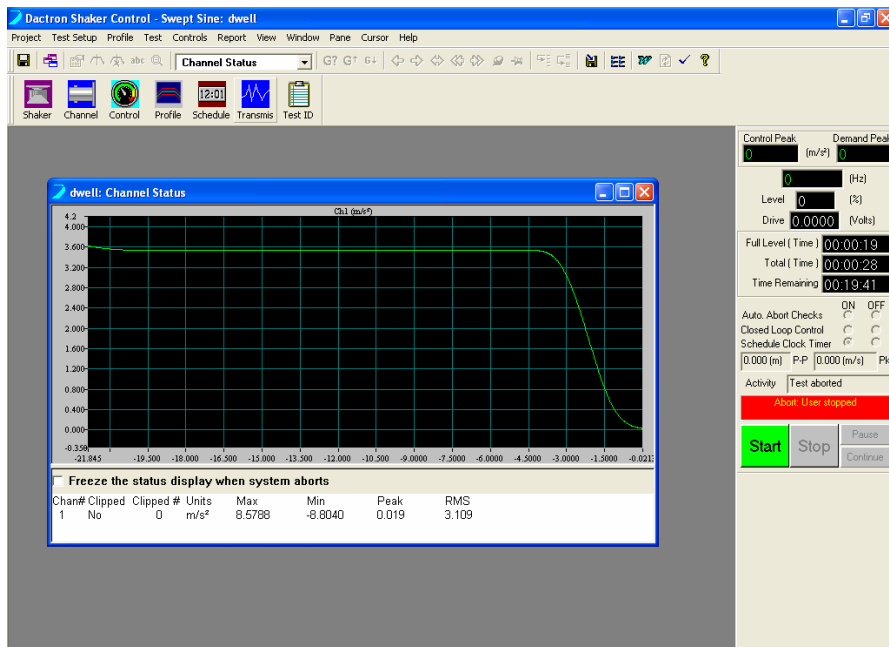 Dactron Shaker Control - Swept Sine: dwell
Project Test Setup Profile Test Controls Report View Window Pane Cursor Help
abc Channel Status G? G↑ G↓
12:01
Shaker Channel Control Profile Schedule Transmis Test ID
Control Peak Demand Peak
0 (m/s²) 0
0 (Hz)
Level 0 (%)
Drive 0.0000 (Volts)
Full Level ( Time ) 00:00:19
Total ( Time ) 00:00:28
Time Remaining 00:19:41
ON OFF
Auto. Abort Checks
Closed Loop Control
Schedule Clock Timer
0.000 (m) P-P 0.000 (m/s) Pk
Activity Test aborted
Abort: User stopped
Start Stop Pause
Continue
dwell: Channel Status
Ch1 (m/s²)
4.2
4.000
3.600
3.200
2.800
2.400
2.000
1.600
1.200
0.800
0.400
0.000
-0.359
-21.845 -19.500 -18.000 -16.500 -15.000 -13.500 -12.000 -10.500 -9.0000 -7.5000 -6.0000 -4.5000 -3.0000 -1.5000 -0.0213
Freeze the status display when system aborts
Chan# Clipped Clipped # Units Max Min Peak RMS
1 No 0 m/s² 8.5788 -8.8040 0.019 3.109